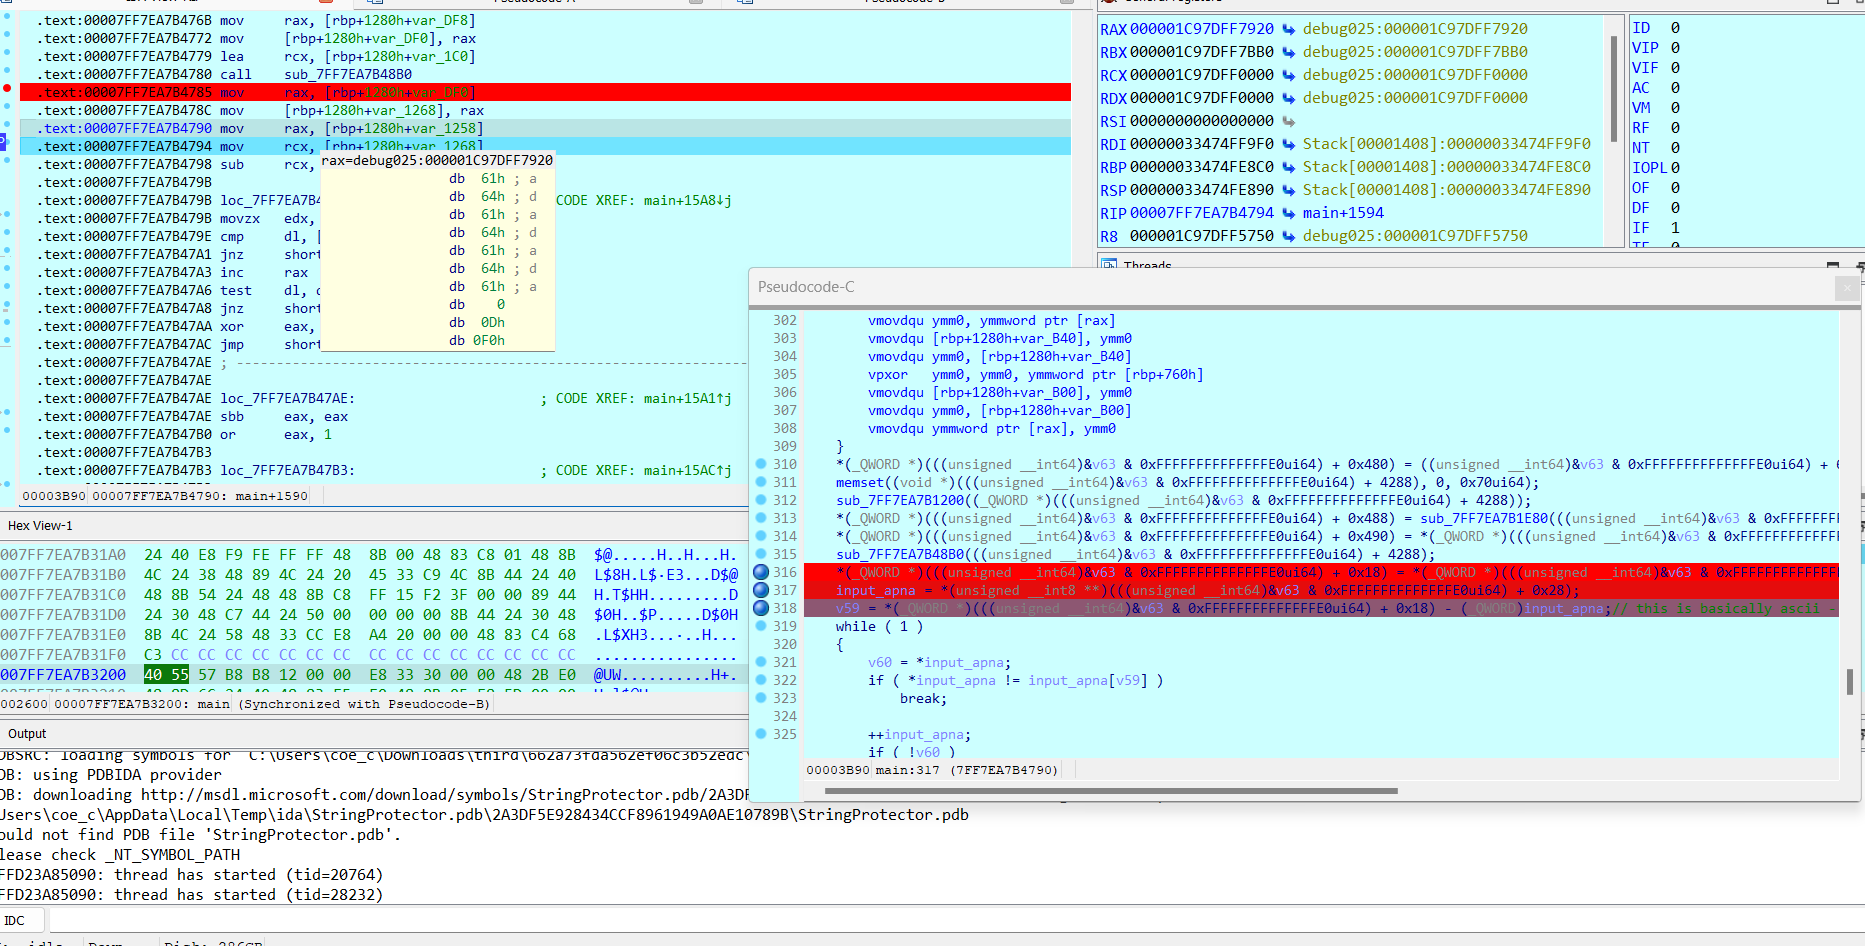 .text:00007FF7EA7B476B mov     rax, [rbp+1280h+var_DF8]
.text:00007FF7EA7B4772 mov     [rbp+1280h+var_DF0], rax
.text:00007FF7EA7B4779 lea     rcx, [rbp+1280h+var_1C0]
.text:00007FF7EA7B4780 call    sub_7FF7EA7B48B0
.text:00007FF7EA7B4785 mov     rax, [rbp+1280h+var_DF0]
.text:00007FF7EA7B478C mov     [rbp+1280h+var_1268], rax
.text:00007FF7EA7B4790 mov     rax, [rbp+1280h+var_1258]
.text:00007FF7EA7B4794 mov     rcx, [rbp+1280h+var_1268]
.text:00007FF7EA7B4798 sub     rcx,
.text:00007FF7EA7B479B
.text:00007FF7EA7B479B loc_7FF7EA7B4 CODE XREF: main+15A8↓j
.text:00007FF7EA7B479B movzx   edx,
.text:00007FF7EA7B479E cmp     dl, [
.text:00007FF7EA7B47A1 jnz     short
.text:00007FF7EA7B47A3 inc     rax
.text:00007FF7EA7B47A6 test    dl, d
.text:00007FF7EA7B47A8 jnz     short
.text:00007FF7EA7B47AA xor     eax,
.text:00007FF7EA7B47AC jmp     short
.text:00007FF7EA7B47AE ; ---------------------------------------------------------------
.text:00007FF7EA7B47AE
.text:00007FF7EA7B47AE loc_7FF7EA7B47AE: ; CODE XREF: main+15A1↑j
.text:00007FF7EA7B47AE sbb     eax, eax
.text:00007FF7EA7B47B0 or      eax, 1
.text:00007FF7EA7B47B3
.text:00007FF7EA7B47B3 loc_7FF7EA7B47B3: ; CODE XREF: main+15AC↑j
00003B90 00007FF7EA7B4790: main+1590
rax=debug025:000001C97DFF7920
db 61h ; a
db 64h ; d
db 61h ; a
db 64h ; d
db 61h ; a
db 64h ; d
db 61h ; a
db 0
db 0Dh
db 0F0h
RAX 000001C97DFF7920 debug025:000001C97DFF7920
RBX 000001C97DFF7BB0 debug025:000001C97DFF7BB0
RCX 000001C97DFF0000 debug025:000001C97DFF0000
RDX 000001C97DFF0000 debug025:000001C97DFF0000
RSI 0000000000000000
RDI 00000033474FF9F0 Stack[00001408]:00000033474FF9F0
RBP 00000033474FE8C0 Stack[00001408]:00000033474FE8C0
RSP 00000033474FE890 Stack[00001408]:00000033474FE890
RIP 00007FF7EA7B4794 main+1594
R8 000001C97DFF5750 debug025:000001C97DFF5750
ID 0
VIP 0
VIF 0
AC 0
VM 0
RF 0
NT 0
IOPL 0
OF 0
DF 0
IF 1
Threads
Pseudocode-C
302 vmovdqu ymm0, ymmword ptr [rax]
303 vmovdqu [rbp+1280h+var_B40], ymm0
304 vmovdqu ymm0, [rbp+1280h+var_B40]
305 vpxor   ymm0, ymm0, ymmword ptr [rbp+760h]
306 vmovdqu [rbp+1280h+var_B00], ymm0
307 vmovdqu ymm0, [rbp+1280h+var_B00]
308 vmovdqu ymmword ptr [rax], ymm0
309 }
310 *(_QWORD *)(((unsigned __int64)&v63 & 0xFFFFFFFFFFFFFFE0ui64) + 0x480) = ((unsigned __int64)&v63 & 0xFFFFFFFFFFFFFFE0ui64) +
311 memset((void *)(((unsigned __int64)&v63 & 0xFFFFFFFFFFFFFFE0ui64) + 4288), 0, 0x70ui64);
312 sub_7FF7EA7B1200((_QWORD *)(((unsigned __int64)&v63 & 0xFFFFFFFFFFFFFFE0ui64) + 4288));
313 *(_QWORD *)(((unsigned __int64)&v63 & 0xFFFFFFFFFFFFFFE0ui64) + 0x488) = sub_7FF7EA7B1E80(((unsigned __int64)&v63 & 0xFFFFFFF
314 *(_QWORD *)(((unsigned __int64)&v63 & 0xFFFFFFFFFFFFFFE0ui64) + 0x490) = *(_QWORD *)(((unsigned __int64)&v63 & 0xFFFFFFFFFF
315 sub_7FF7EA7B48B0(((unsigned __int64)&v63 & 0xFFFFFFFFFFFFFFE0ui64) + 4288);
316 *(_QWORD *)(((unsigned __int64)&v63 & 0xFFFFFFFFFFFFFFE0ui64) + 0x18) = *(_QWORD *)(((unsigned __int64)&v63 & 0xFFFFFFFFFFF
317 input_apna = *(unsigned __int8 **)(((unsigned __int64)&v63 & 0xFFFFFFFFFFFFFFE0ui64) + 0x28);
318 v59 = *(_QWORD *)(((unsigned __int64)&v63 & 0xFFFFFFFFFFFFFFE0ui64) + 0x18) - (_QWORD)input_apna;// this is basically ascii -
319 while ( 1 )
320 {
321 v60 = *input_apna;
322 if ( *input_apna != input_apna[v59] )
323 break;
324
325 ++input_apna;
if ( !v60 )
00003B90 main:317 (7FF7EA7B4790)
Hex View-1
007FF7EA7B31A0 24 40 E8 F9 FE FF FF 48 8B 00 48 83 C8 01 48 8B $@.....H..H...H.
007FF7EA7B31B0 4C 24 38 48 89 4C 24 20 45 33 C9 4C 8B 44 24 40 L$8H.L$·E3...D$@
007FF7EA7B31C0 48 8B 54 24 48 48 8B C8 FF 15 F2 3F 00 00 89 44 H.T$HH.........D
007FF7EA7B31D0 24 30 48 C7 44 24 50 00 00 00 00 8B 44 24 30 48 $0H..$P.....D$0H
007FF7EA7B31E0 8B 4C 24 58 48 33 CC E8 A4 20 00 00 48 83 C4 68 .L$XH3...·..H...
007FF7EA7B31F0 C3 CC CC CC CC CC CC CC CC CC CC CC CC CC CC CC ................
007FF7EA7B3200 40 55 57 B8 B8 12 00 00 E8 33 30 00 00 48 2B E0 @UW..........H+.
002600 00007FF7EA7B3200: main (Synchronized with Pseudocode-B)
Output
DBSRC: loading symbols for 'C:\Users\coe_c\Downloads\third\662a73fda562ef06c3b52edc\
DB: using PDBIDA provider
DB: downloading http://msdl.microsoft.com/download/symbols/StringProtector.pdb/2A3DF
Users\coe_c\AppData\Local\Temp\ida\StringProtector.pdb\2A3DF5E928434CCF8961949A0AE10789B\StringProtector.pdb
ould not find PDB file 'StringProtector.pdb'.
lease check _NT_SYMBOL_PATH
FFD23A85090: thread has started (tid=20764)
FFD23A85090: thread has started (tid=28232)
IDC